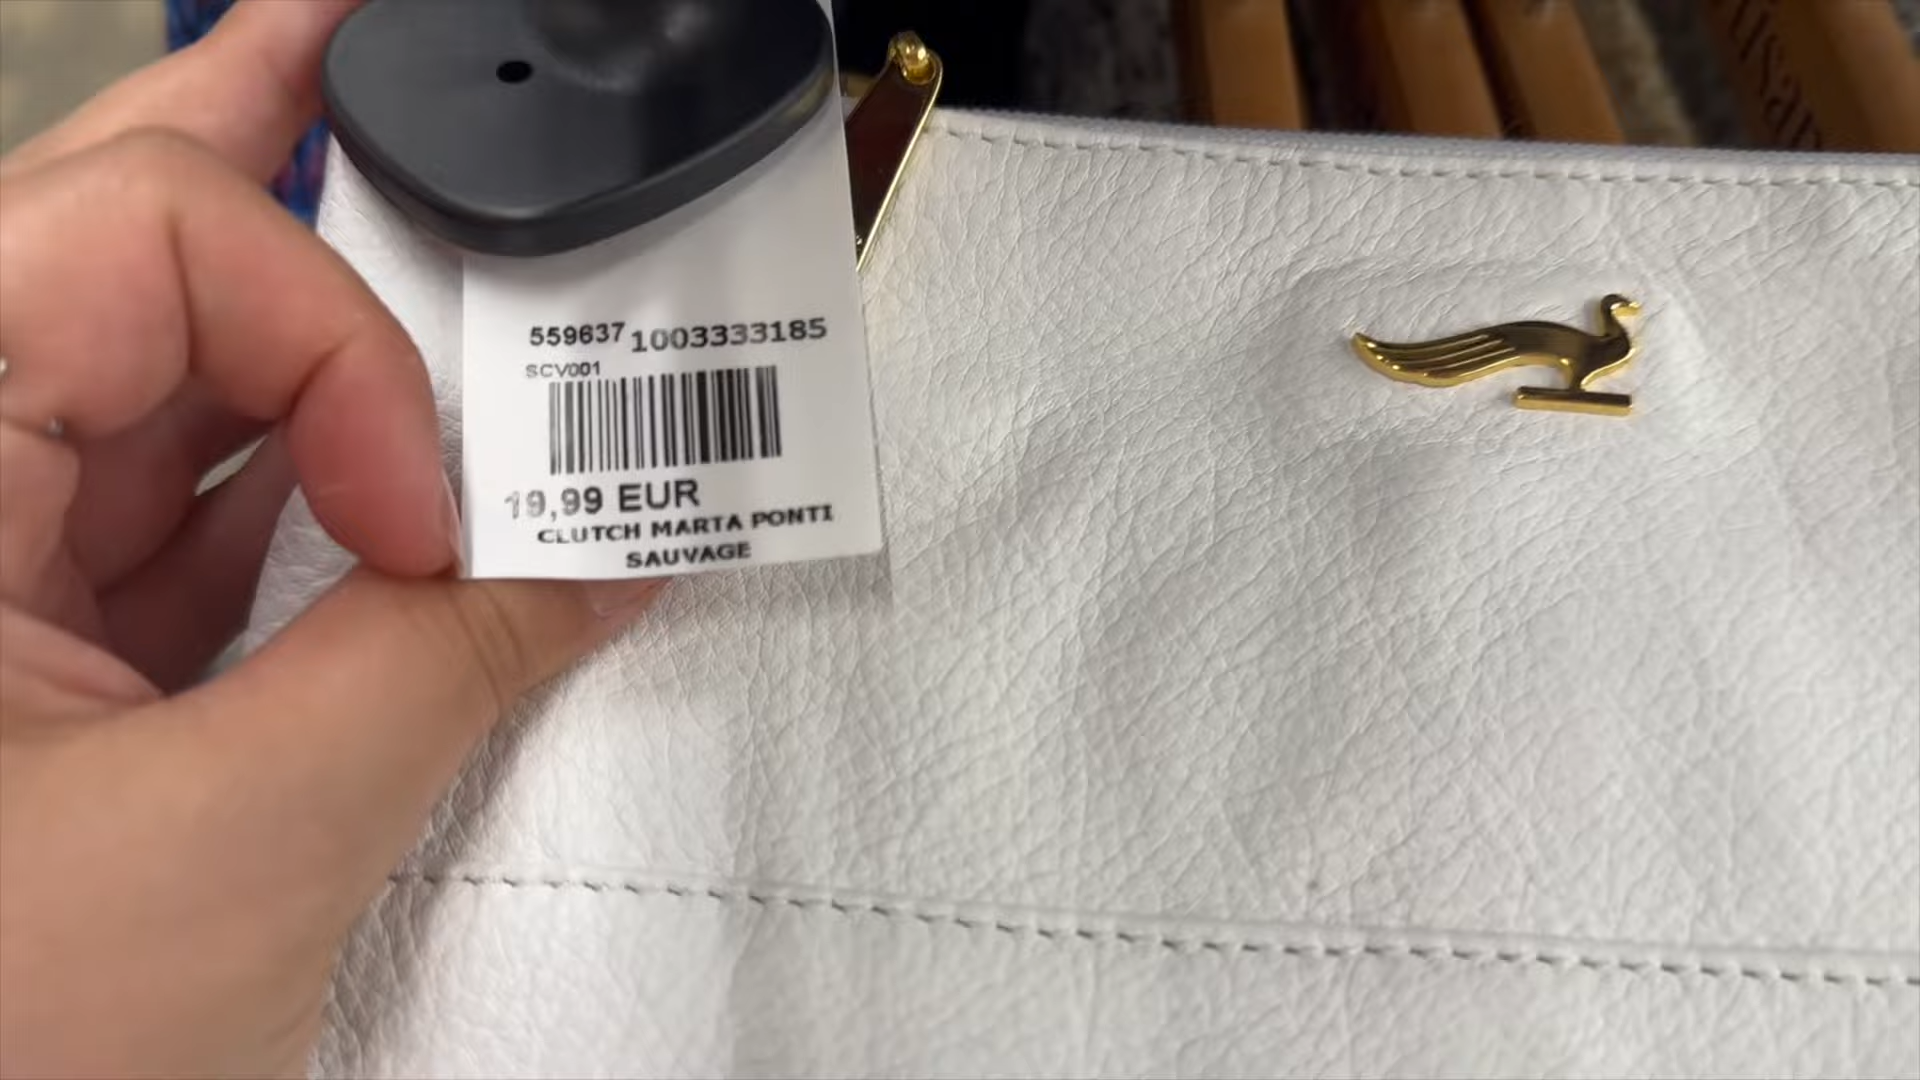 559637 1003333185
SCV001
19,99 EUR
CLUTCH MARTA PONTI
SAUVAGE